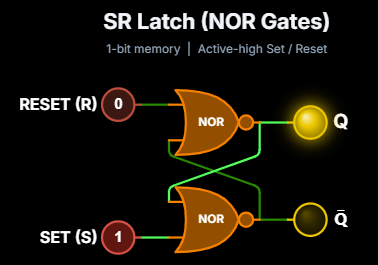 SR Latch (NOR Gates)
1-bit memory | Active-high Set / Reset
RESET (R) 0 NOR Q
SET (S) 1 NOR Q̅